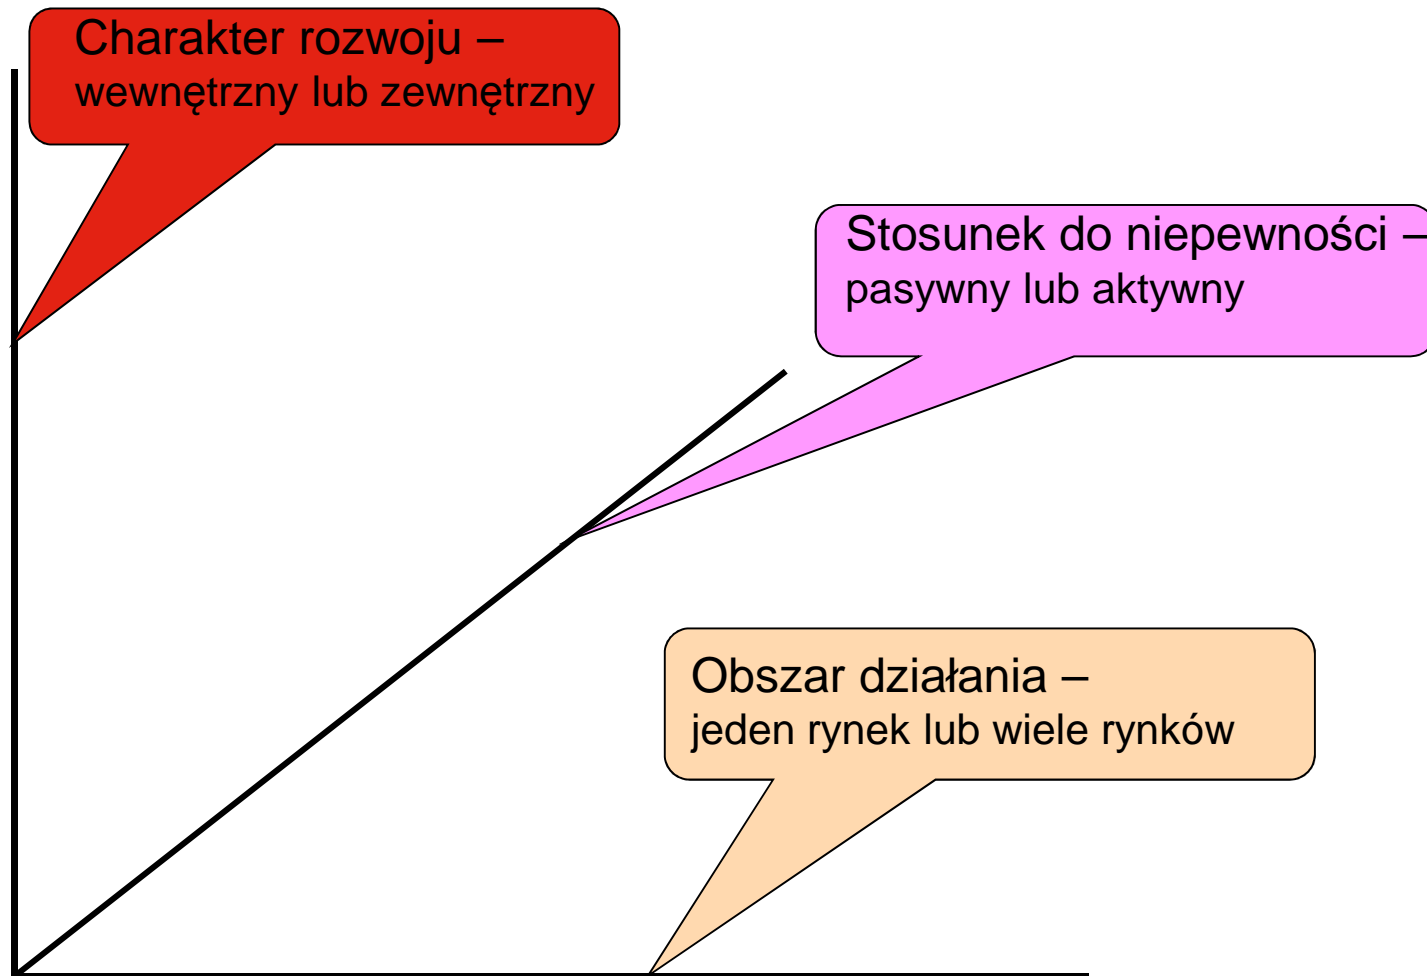 Charakter rozwoju –
wewnętrzny lub zewnętrzny
Stosunek do niepewności –
pasywny lub aktywny
Obszar działania –
jeden rynek lub wiele rynków